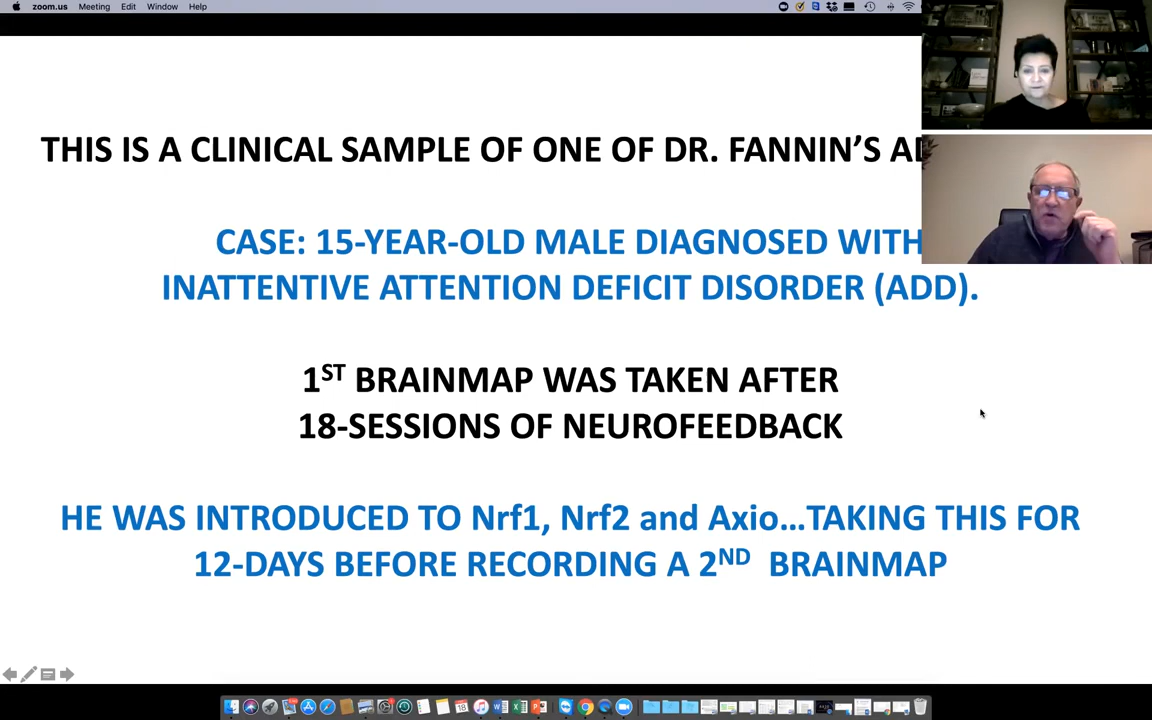 zoom.us Meeting Edit Window Help
THIS IS A CLINICAL SAMPLE OF ONE OF DR. FANNIN’S
CASE: 15-YEAR-OLD MALE DIAGNOSED WITH
INATTENTIVE ATTENTION DEFICIT DISORDER (ADD).
1ST BRAINMAP WAS TAKEN AFTER
18-SESSIONS OF NEUROFEEDBACK
HE WAS INTRODUCED TO Nrf1, Nrf2 and Axio...TAKING THIS FOR
12-DAYS BEFORE RECORDING A 2ND BRAINMAP